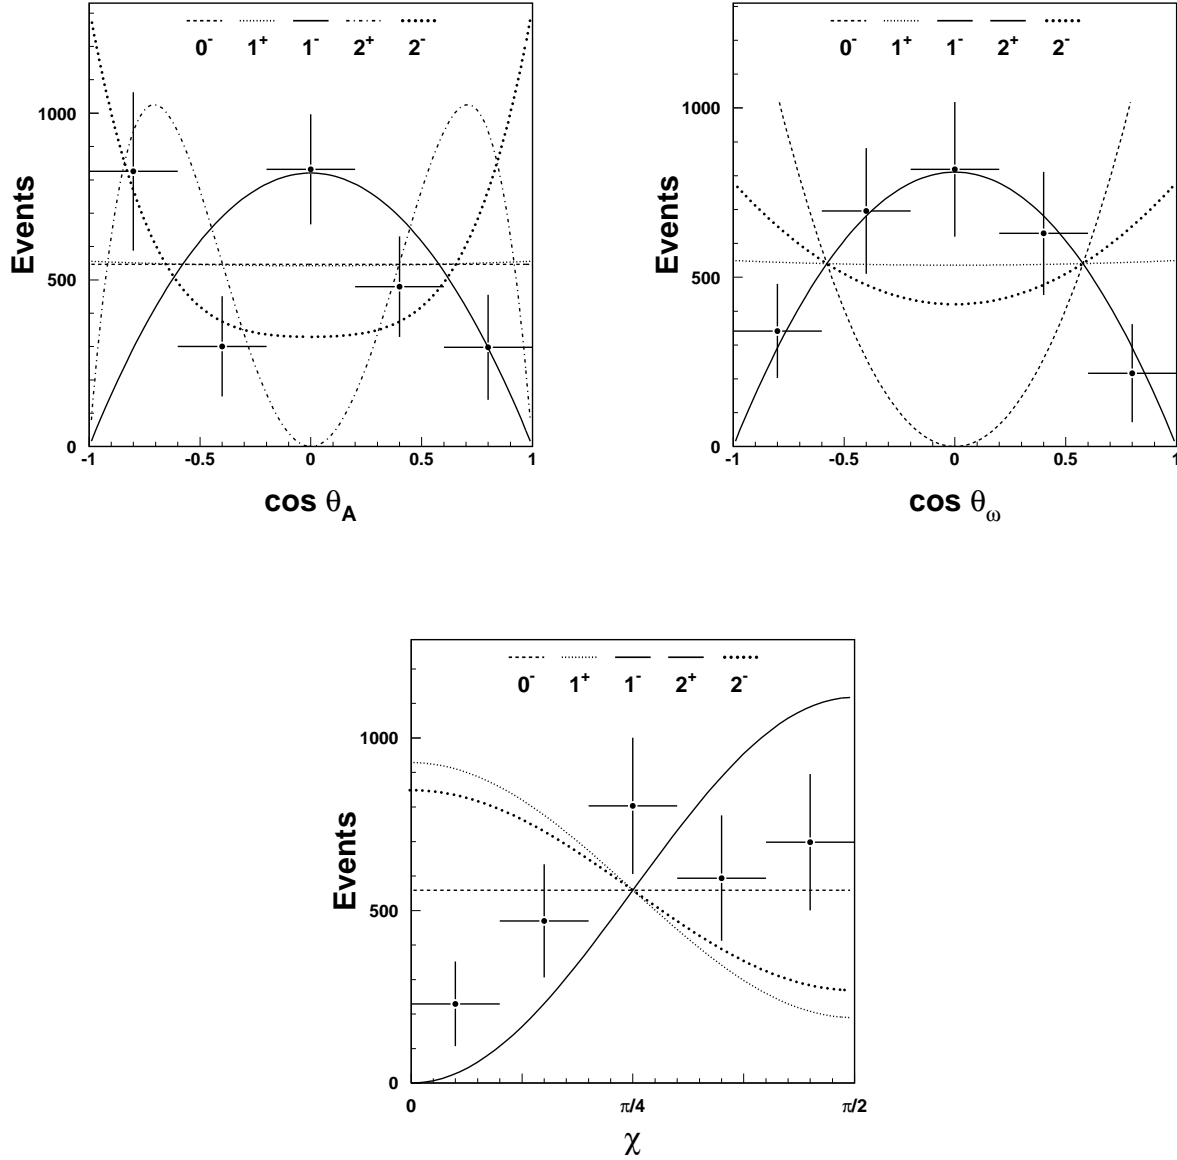 0⁻ 1⁺ 1⁻ 2⁺ 2⁻
Events
1000
500
0
-1 -0.5 0 0.5 1
cos θ_A
0⁻ 1⁺ 1⁻ 2⁺ 2⁻
Events
1000
500
0
-1 -0.5 0 0.5 1
cos θ_ω
0⁻ 1⁺ 1⁻ 2⁺ 2⁻
Events
1000
500
0
0 π/4 π/2
χ